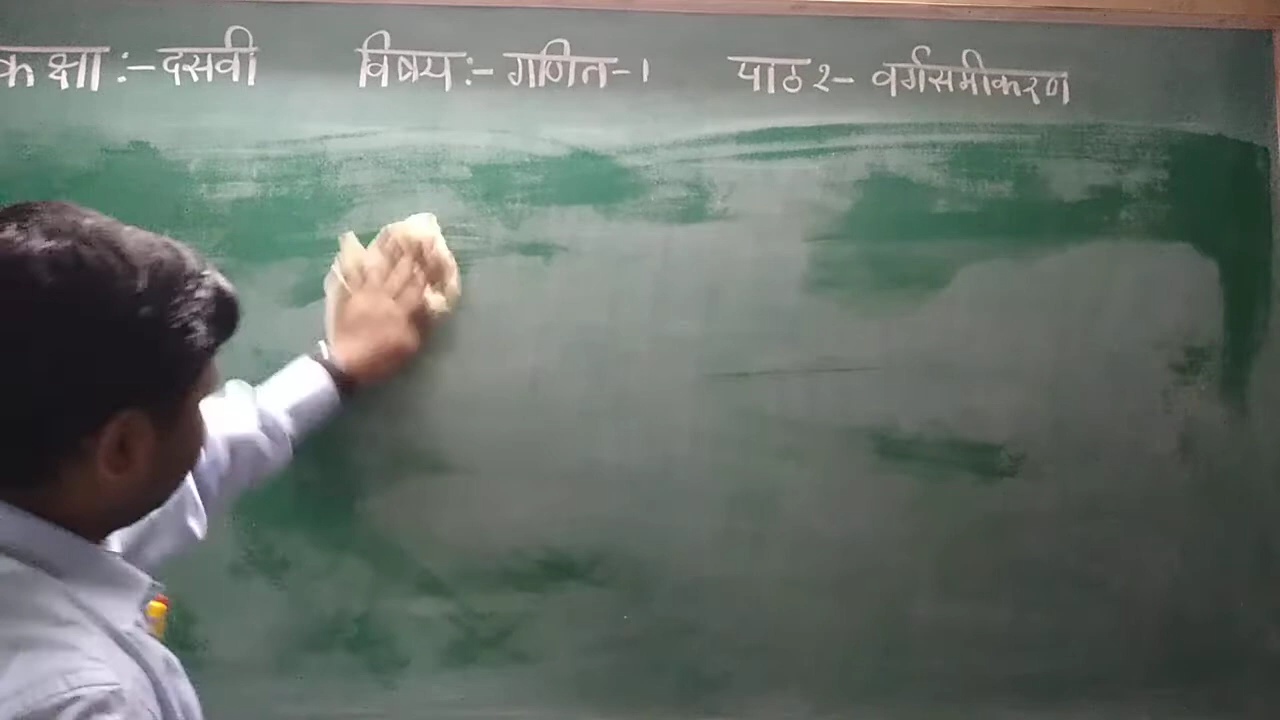 कक्षा :- दसवी विषय :- गणित-१ पाठ २- वर्गसमीकरण